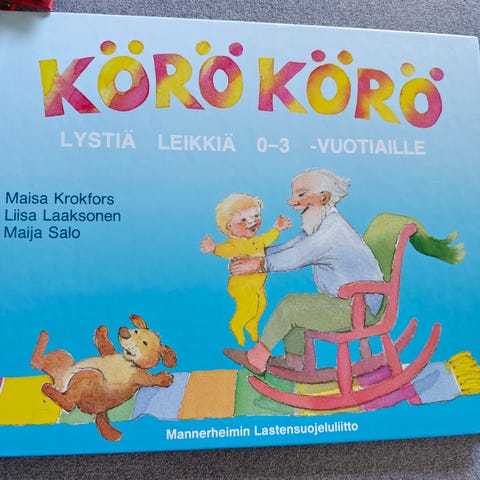 KÖRÖ KÖRÖ
LYSTIÄ LEIKKIÄ 0–3 -VUOTIAILLE
Maisa Krokfors
Liisa Laaksonen
Maija Salo
Mannerheimin Lastensuojeluliitto